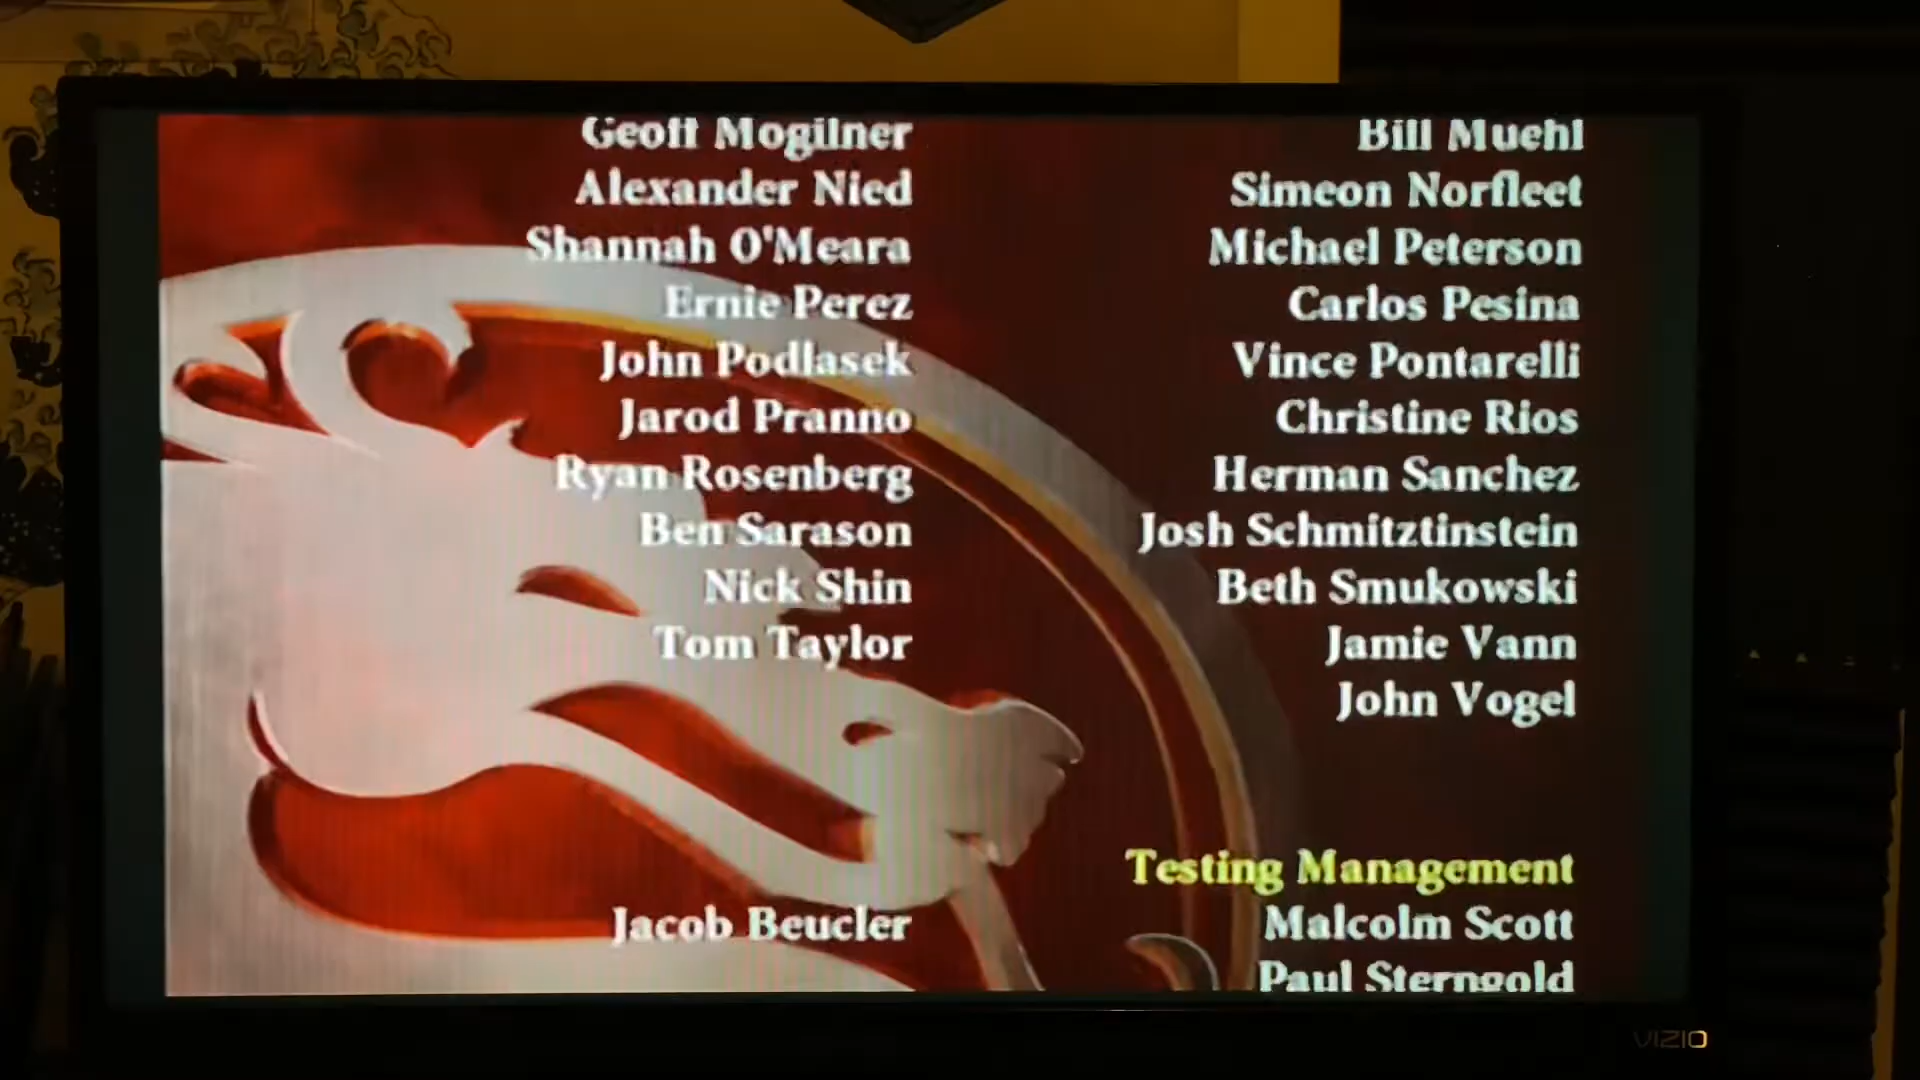 Geoff Mogilner
Bill Muehl
Alexander Nied
Simeon Norfleet
Shannah O'Meara
Michael Peterson
Ernie Perez
Carlos Pesina
John Podlasek
Vince Pontarelli
Jarod Pranno
Christine Rios
Ryan Rosenberg
Herman Sanchez
Ben Sarason
Josh Schmitztinstein
Nick Shin
Beth Smukowski
Tom Taylor
Jamie Vann
John Vogel
Testing Management
Jacob Beucler
Malcolm Scott
Paul Sterngold
VIZIO